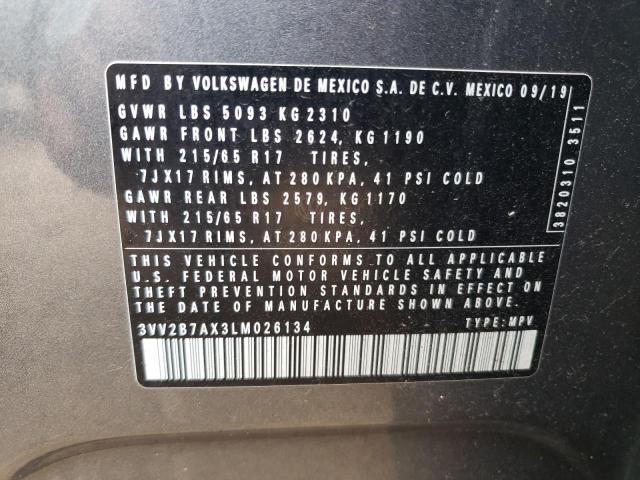 MFD BY VOLKSWAGEN DE MEXICO S.A. DE C.V. MEXICO 09/19
GVWR LBS 5093 KG 2310
GAWR FRONT LBS 2624, KG 1190
WITH 215/65 R17 TIRES,
7JX17 RIMS, AT 280 KPA, 41 PSI COLD
GAWR REAR LBS 2579, KG 1170
WITH 215/65 R17 TIRES,
7JX17 RIMS, AT 280 KPA, 41 PSI COLD
THIS VEHICLE CONFORMS TO ALL APPLICABLE
U.S. FEDERAL MOTOR VEHICLE SAFETY AND
THEFT PREVENTION STANDARDS IN EFFECT ON
THE DATE OF MANUFACTURE SHOWN ABOVE.
3VV2B7AX3LM026134 TYPE: MPV
3820310 3511